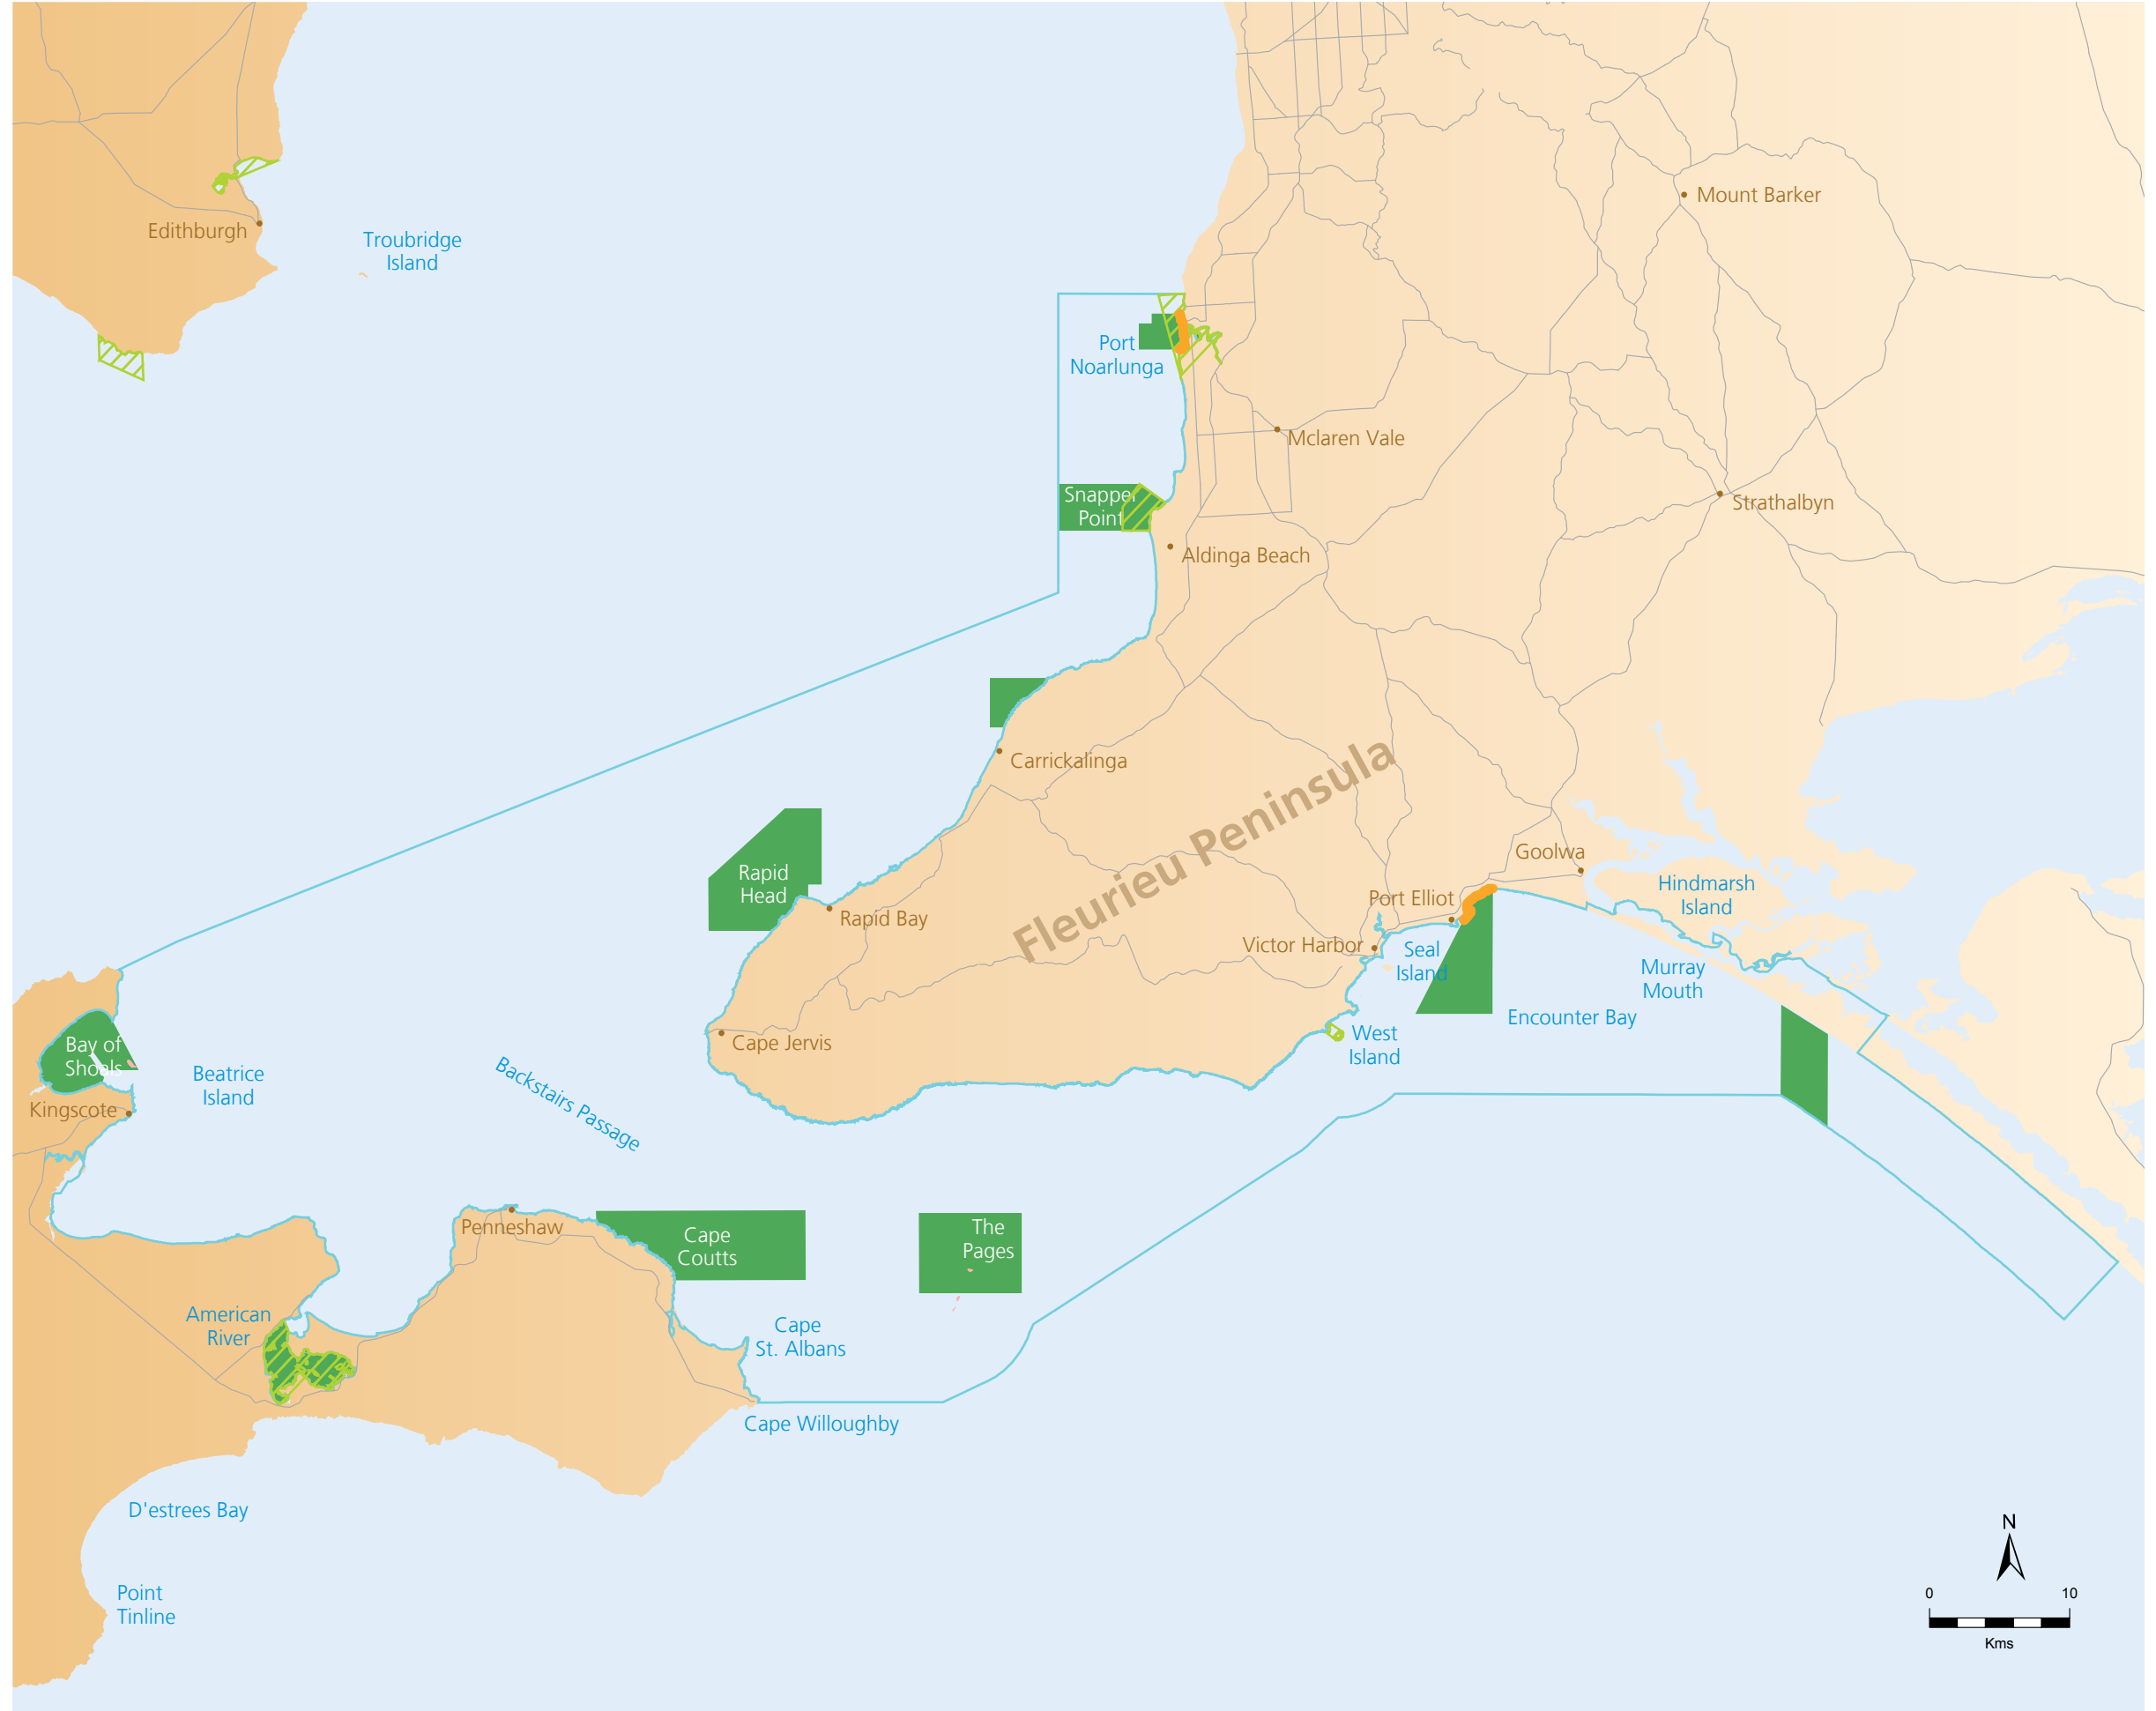 Mount Barker
Edithburgh
Troubridge
Island
Port
Noarlunga
Mclaren Vale
Snapper
Point
Strathalbyn
Aldinga Beach
Carrickalinga
Fleurieu Peninsula
Goolwa
Rapid
Head
Hindmarsh
Island
Port Elliot
Rapid Bay
Victor Harbor
Seal
Island
Murray
Mouth
Encounter Bay
West
Island
Cape Jervis
Bay of
Shoals
Beatrice
Island
Backstairs Passage
Kingscote
Penneshaw
Cape
Coutts
The
Pages
American
River
Cape
St. Albans
Cape Willoughby
D'estrees Bay
Point
Tinline
N
0 10
Kms